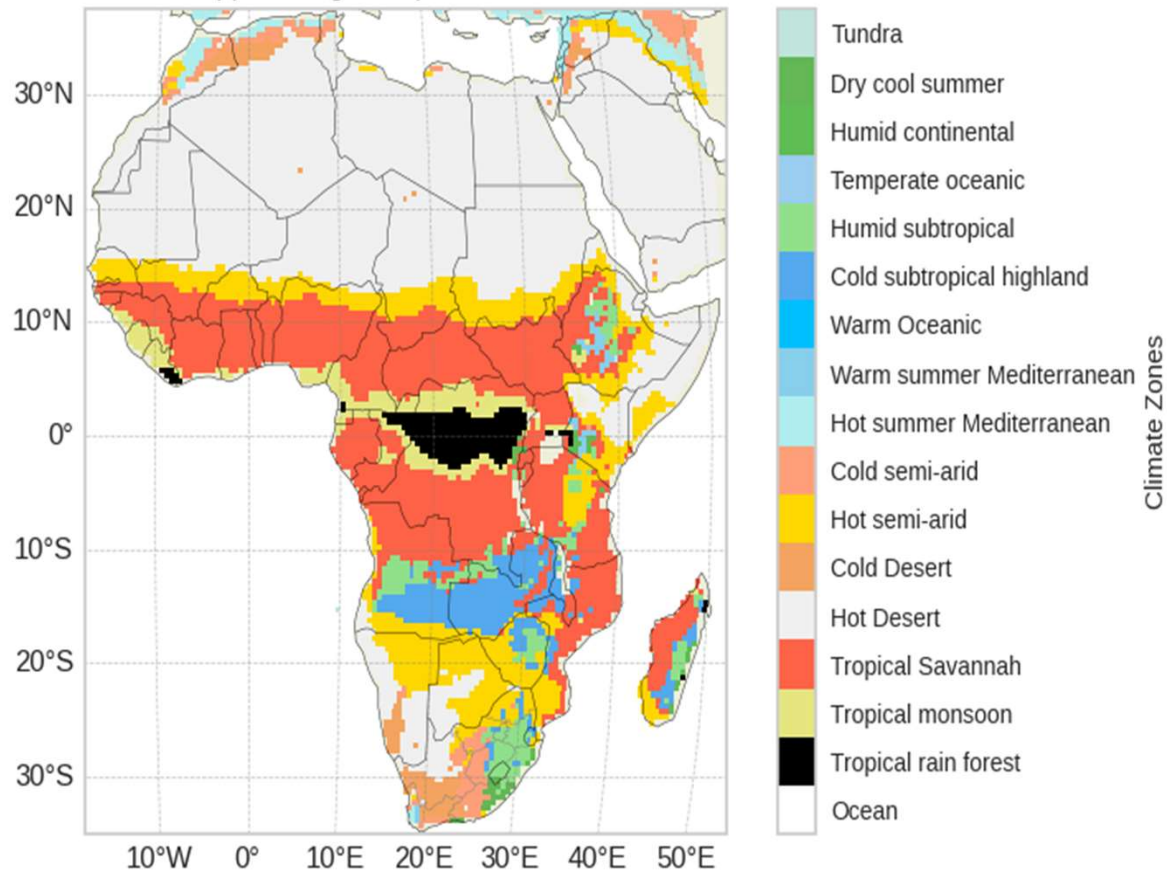 30°N
20°N
10°N
0°
10°S
20°S
30°S
10°W 0° 10°E 20°E 30°E 40°E 50°E
Tundra
Dry cool summer
Humid continental
Temperate oceanic
Humid subtropical
Cold subtropical highland
Warm Oceanic
Warm summer Mediterranean
Hot summer Mediterranean
Cold semi-arid
Hot semi-arid
Cold Desert
Hot Desert
Tropical Savannah
Tropical monsoon
Tropical rain forest
Ocean
Climate Zones